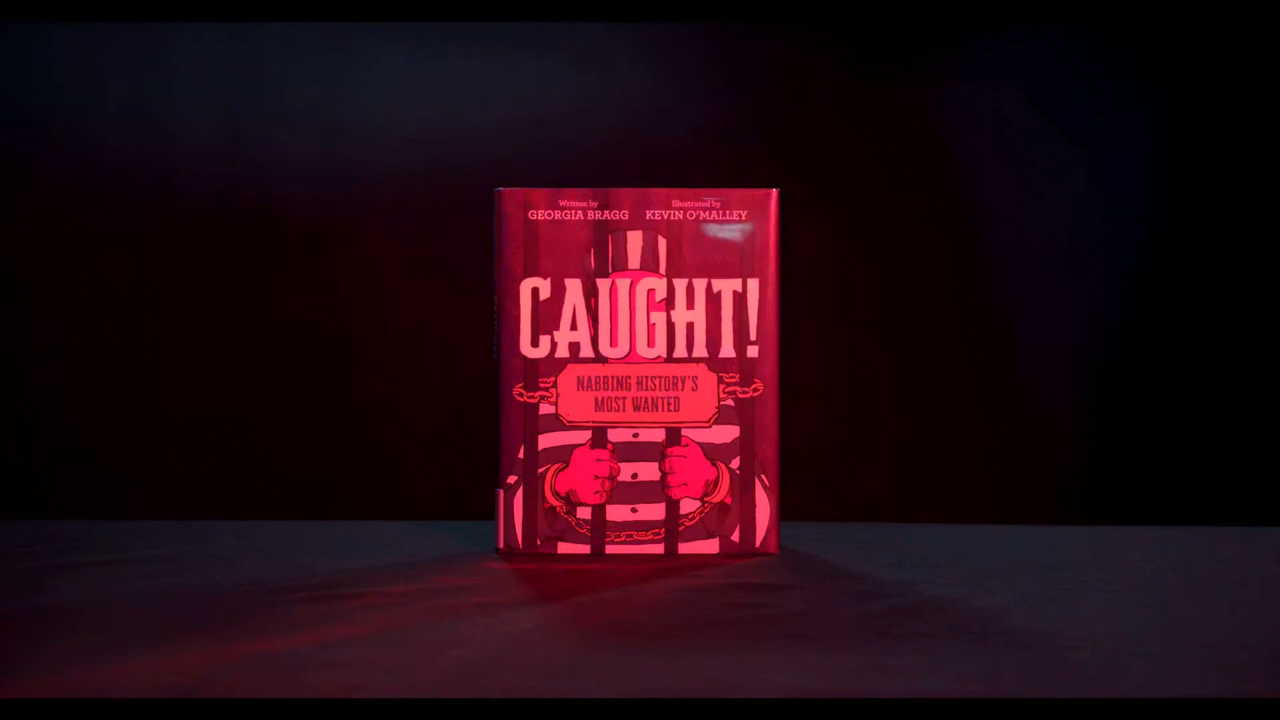 Written by
GEORGIA BRAGG
Illustrated by
KEVIN O'MALLEY
CAUGHT!
NABBING HISTORY'S
MOST WANTED